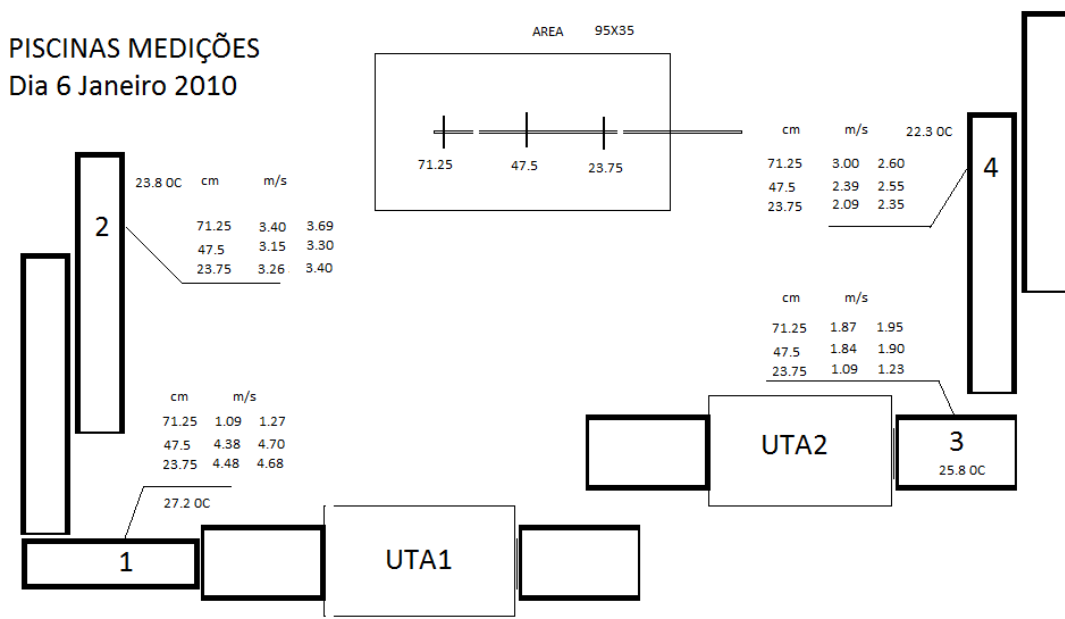 PISCINAS MEDIÇÕES
Dia 6 Janeiro 2010
AREA 95X35
71.25 47.5 23.75
2
23.8 0C cm m/s
71.25 3.40 3.69
47.5 3.15 3.30
23.75 3.26 3.40
cm m/s 22.3 0C
71.25 3.00 2.60
47.5 2.39 2.55
23.75 2.09 2.35
4
cm m/s
71.25 1.87 1.95
47.5 1.84 1.90
23.75 1.09 1.23
cm m/s
71.25 1.09 1.27
47.5 4.38 4.70
23.75 4.48 4.68
27.2 0C
1
UTA1
UTA2
3
25.8 0C